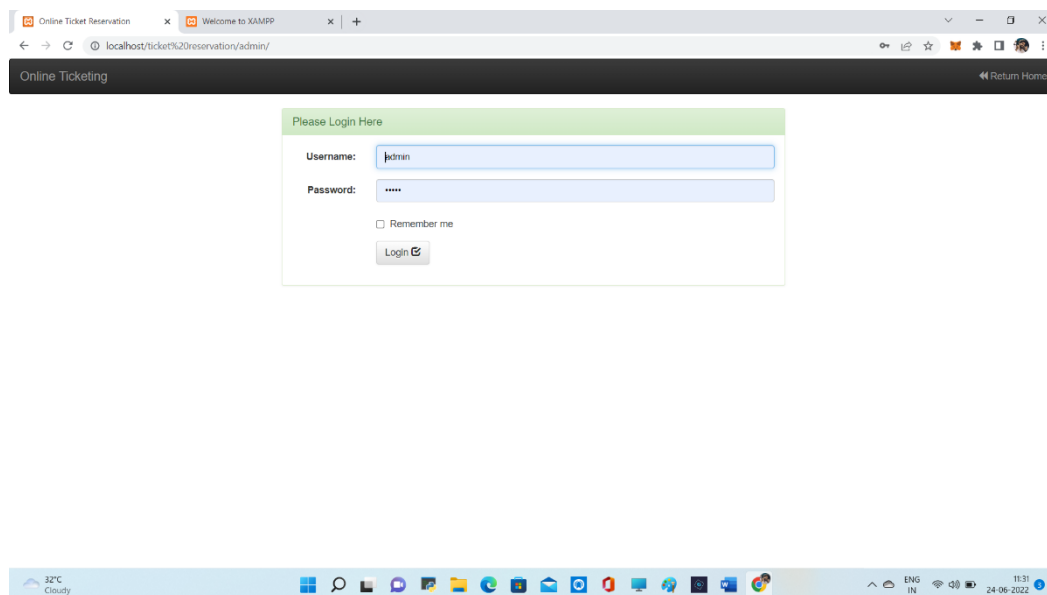 Online Ticket Reservation
Welcome to XAMPP
localhost/ticket%20reservation/admin/
Online Ticketing
Return Home
Please Login Here
Username:
admin
Password:
•••••
Remember me
Login
32°C
Cloudy
ENG
IN
11:31
24-06-2022
3